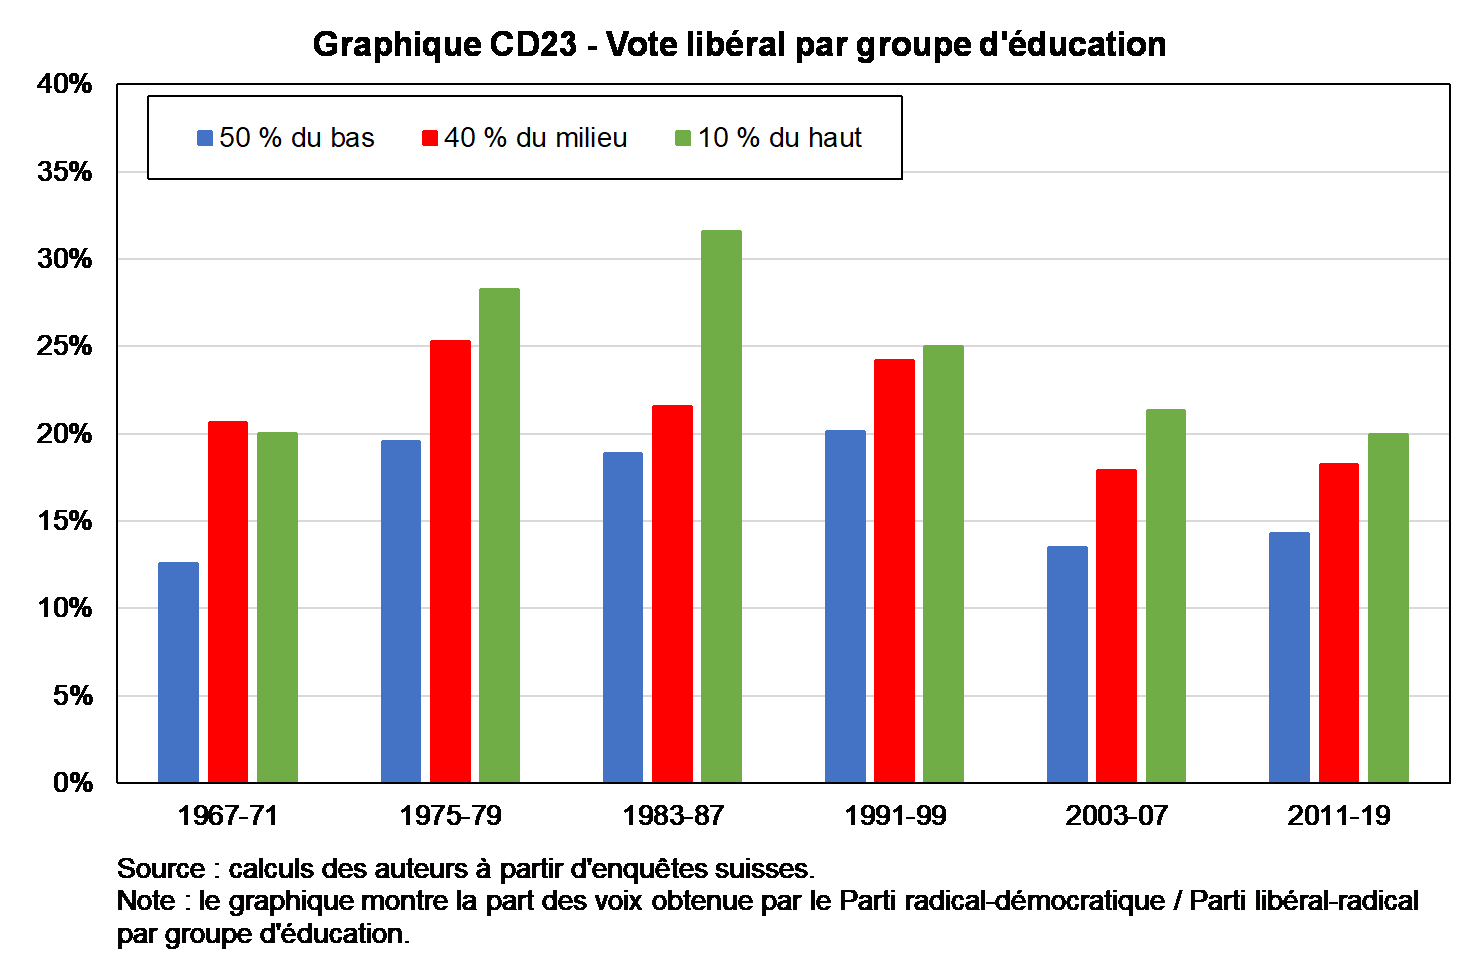 Graphique CD23 - Vote libéral par groupe d'éducation
40%
50 % du bas 40 % du milieu 10 % du haut
35%
30%
25%
20%
15%
10%
5%
0%
1967-71 1975-79 1983-87 1991-99 2003-07 2011-19
Source : calculs des auteurs à partir d'enquêtes suisses.
Note : le graphique montre la part des voix obtenue par le Parti radical-démocratique / Parti libéral-radical
par groupe d'éducation.